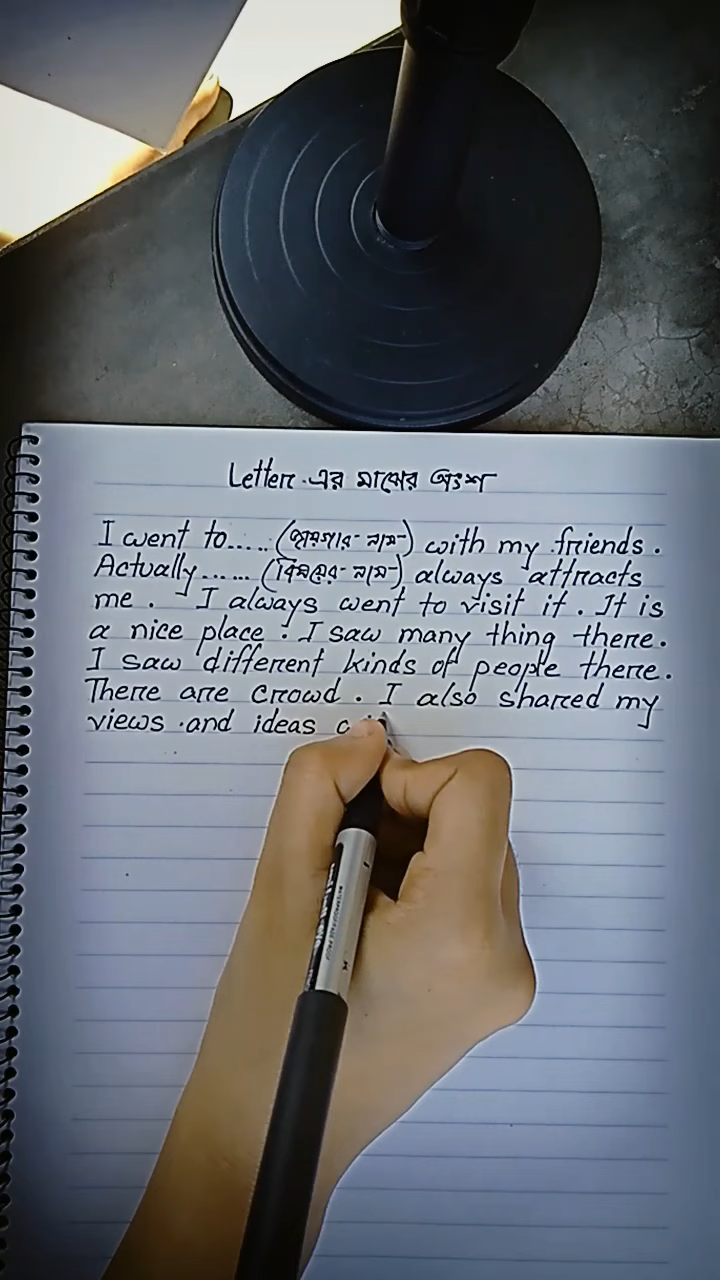 Letter এর মাঝের অংশ
I went to..... (জায়গার নাম) with my friends.
Actually...... (বিষয়ের নাম) always attracts
me. I always went to visit it. It is
a nice place. I saw many thing there.
I saw different kinds of people there.
There are crowd. I also shared my
views and ideas